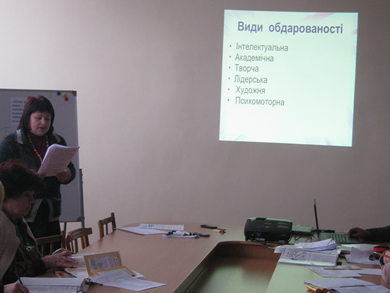 Види обдарованості
• Інтелектуальна
• Академічна
• Творча
• Лідерська
• Художня
• Психомоторна